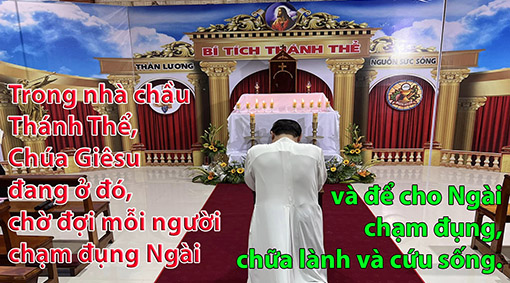 BÍ TÍCH THÁNH THỂ
THẦN LƯƠNG
NGUỒN SỨC SỐNG
Trong nhà chầu
Thánh Thể,
Chúa Giêsu
đang ở đó,
chờ đợi mỗi người
chạm đụng Ngài
và để cho Ngài
chạm đụng,
chữa lành và cứu sống.